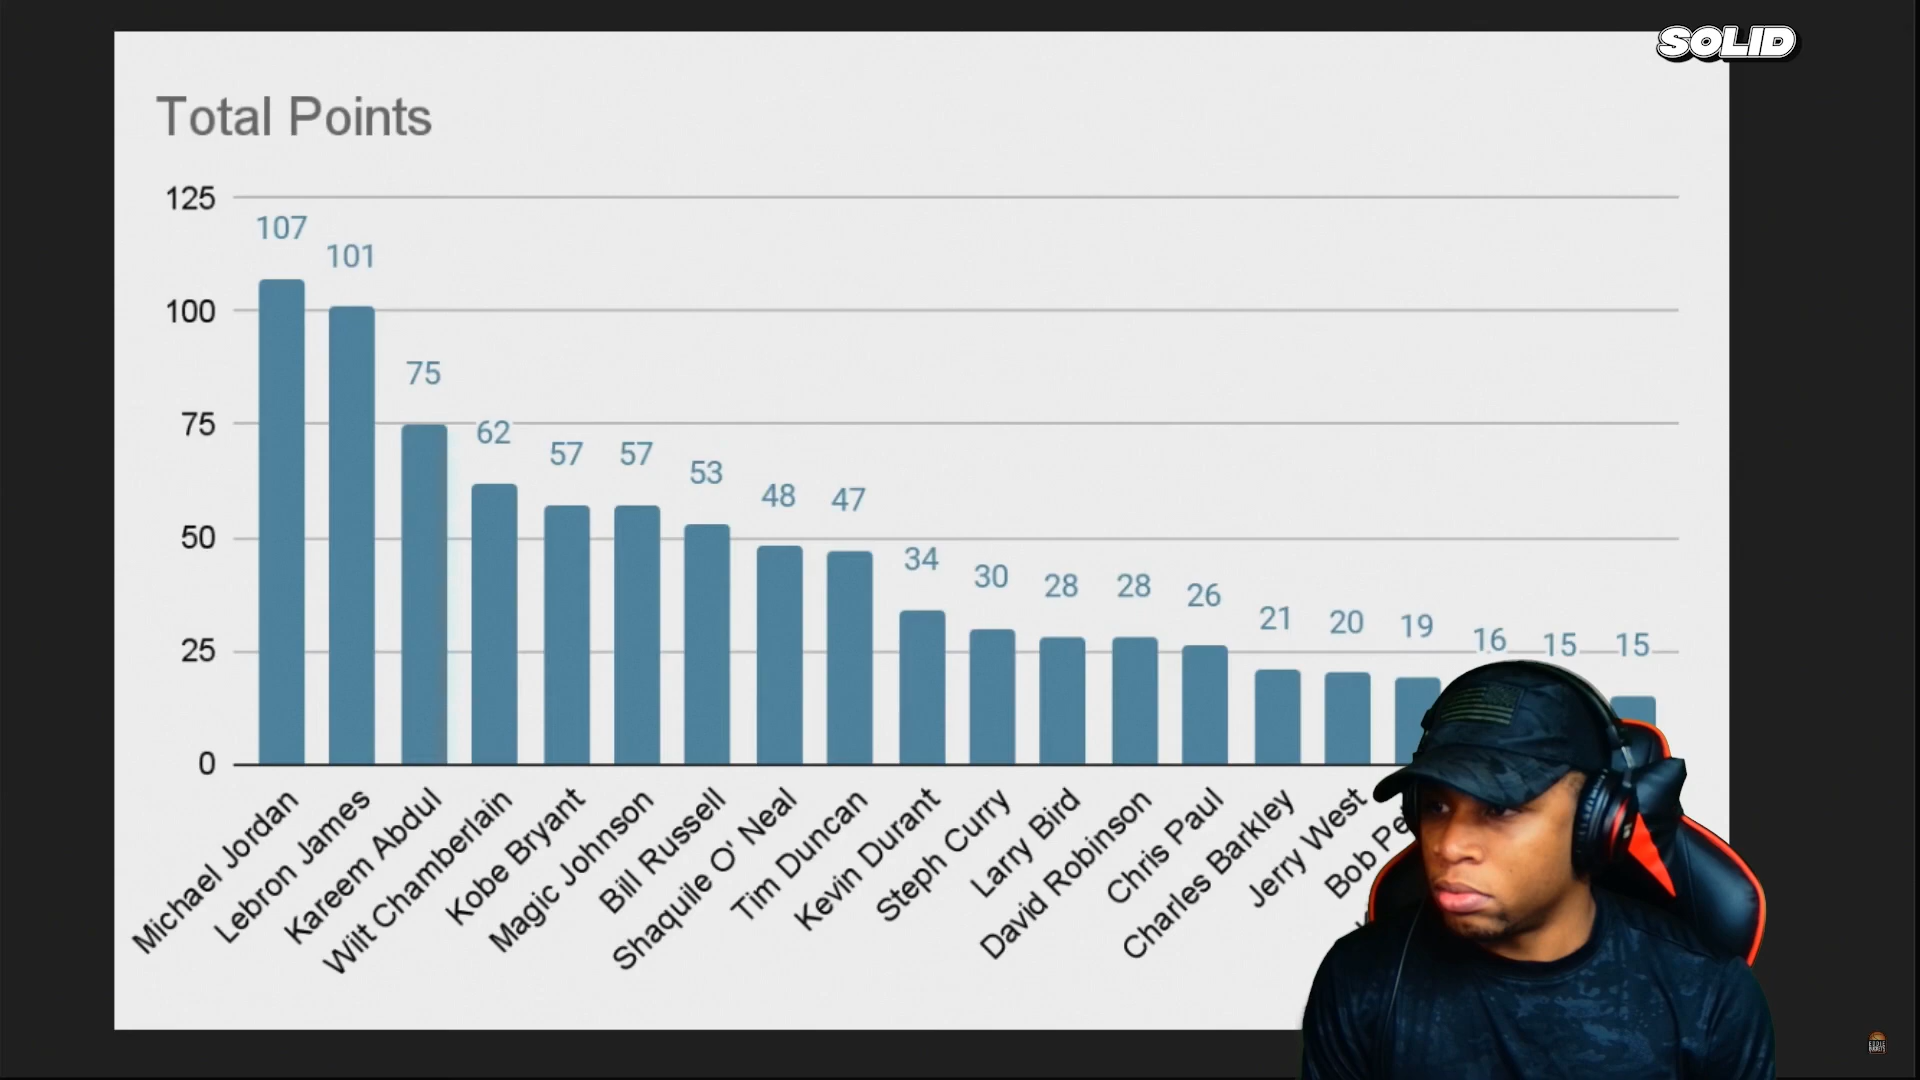 SOLID
Total Points
125
107
101
100
75
75
62
57
57
53
48
47
50
34
30
28
28
26
21
20
19
16
15
15
25
0
Michael Jordan
Lebron James
Kareem Abdul
Wilt Chamberlain
Kobe Bryant
Magic Johnson
Bill Russell
Shaquile O' Neal
Tim Duncan
Kevin Durant
Steph Curry
Larry Bird
David Robinson
Chris Paul
Charles Barkley
Jerry West
Bob